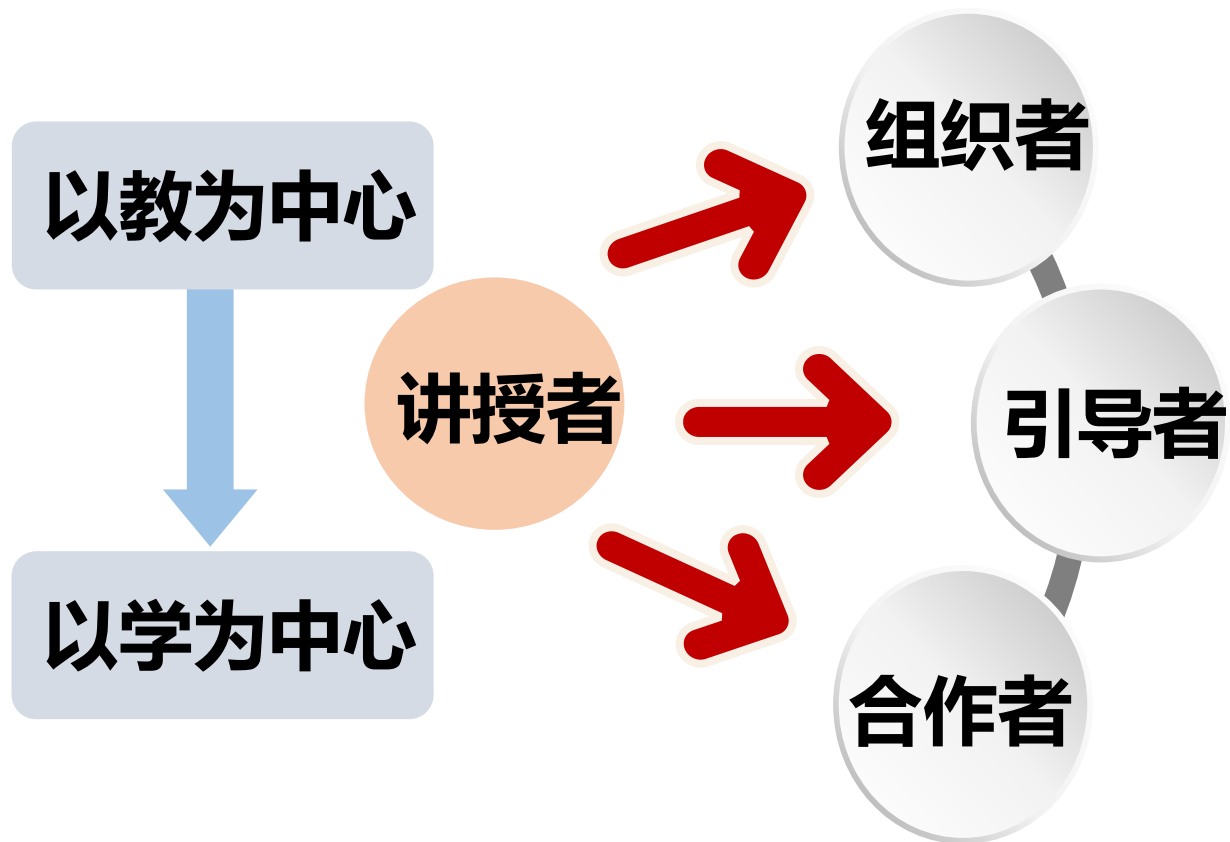 以教为中心
以学为中心
讲授者
组织者
引导者
合作者